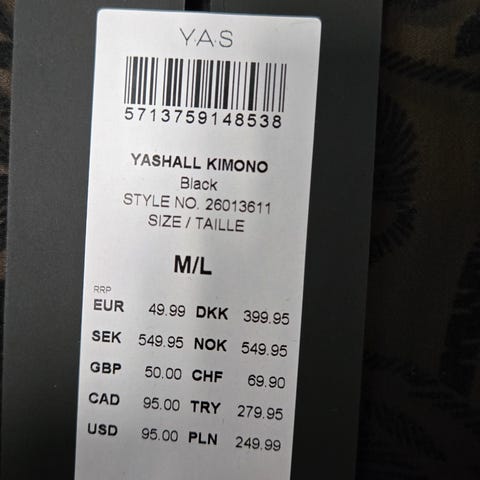 Y.A.S
5713759148538
YASHALL KIMONO
Black
STYLE NO. 26013611
SIZE / TAILLE
M/L
RRP
EUR 49.99 DKK 399.95
SEK 549.95 NOK 549.95
GBP 50.00 CHF 69.90
CAD 95.00 TRY 279.95
USD 95.00 PLN 249.99